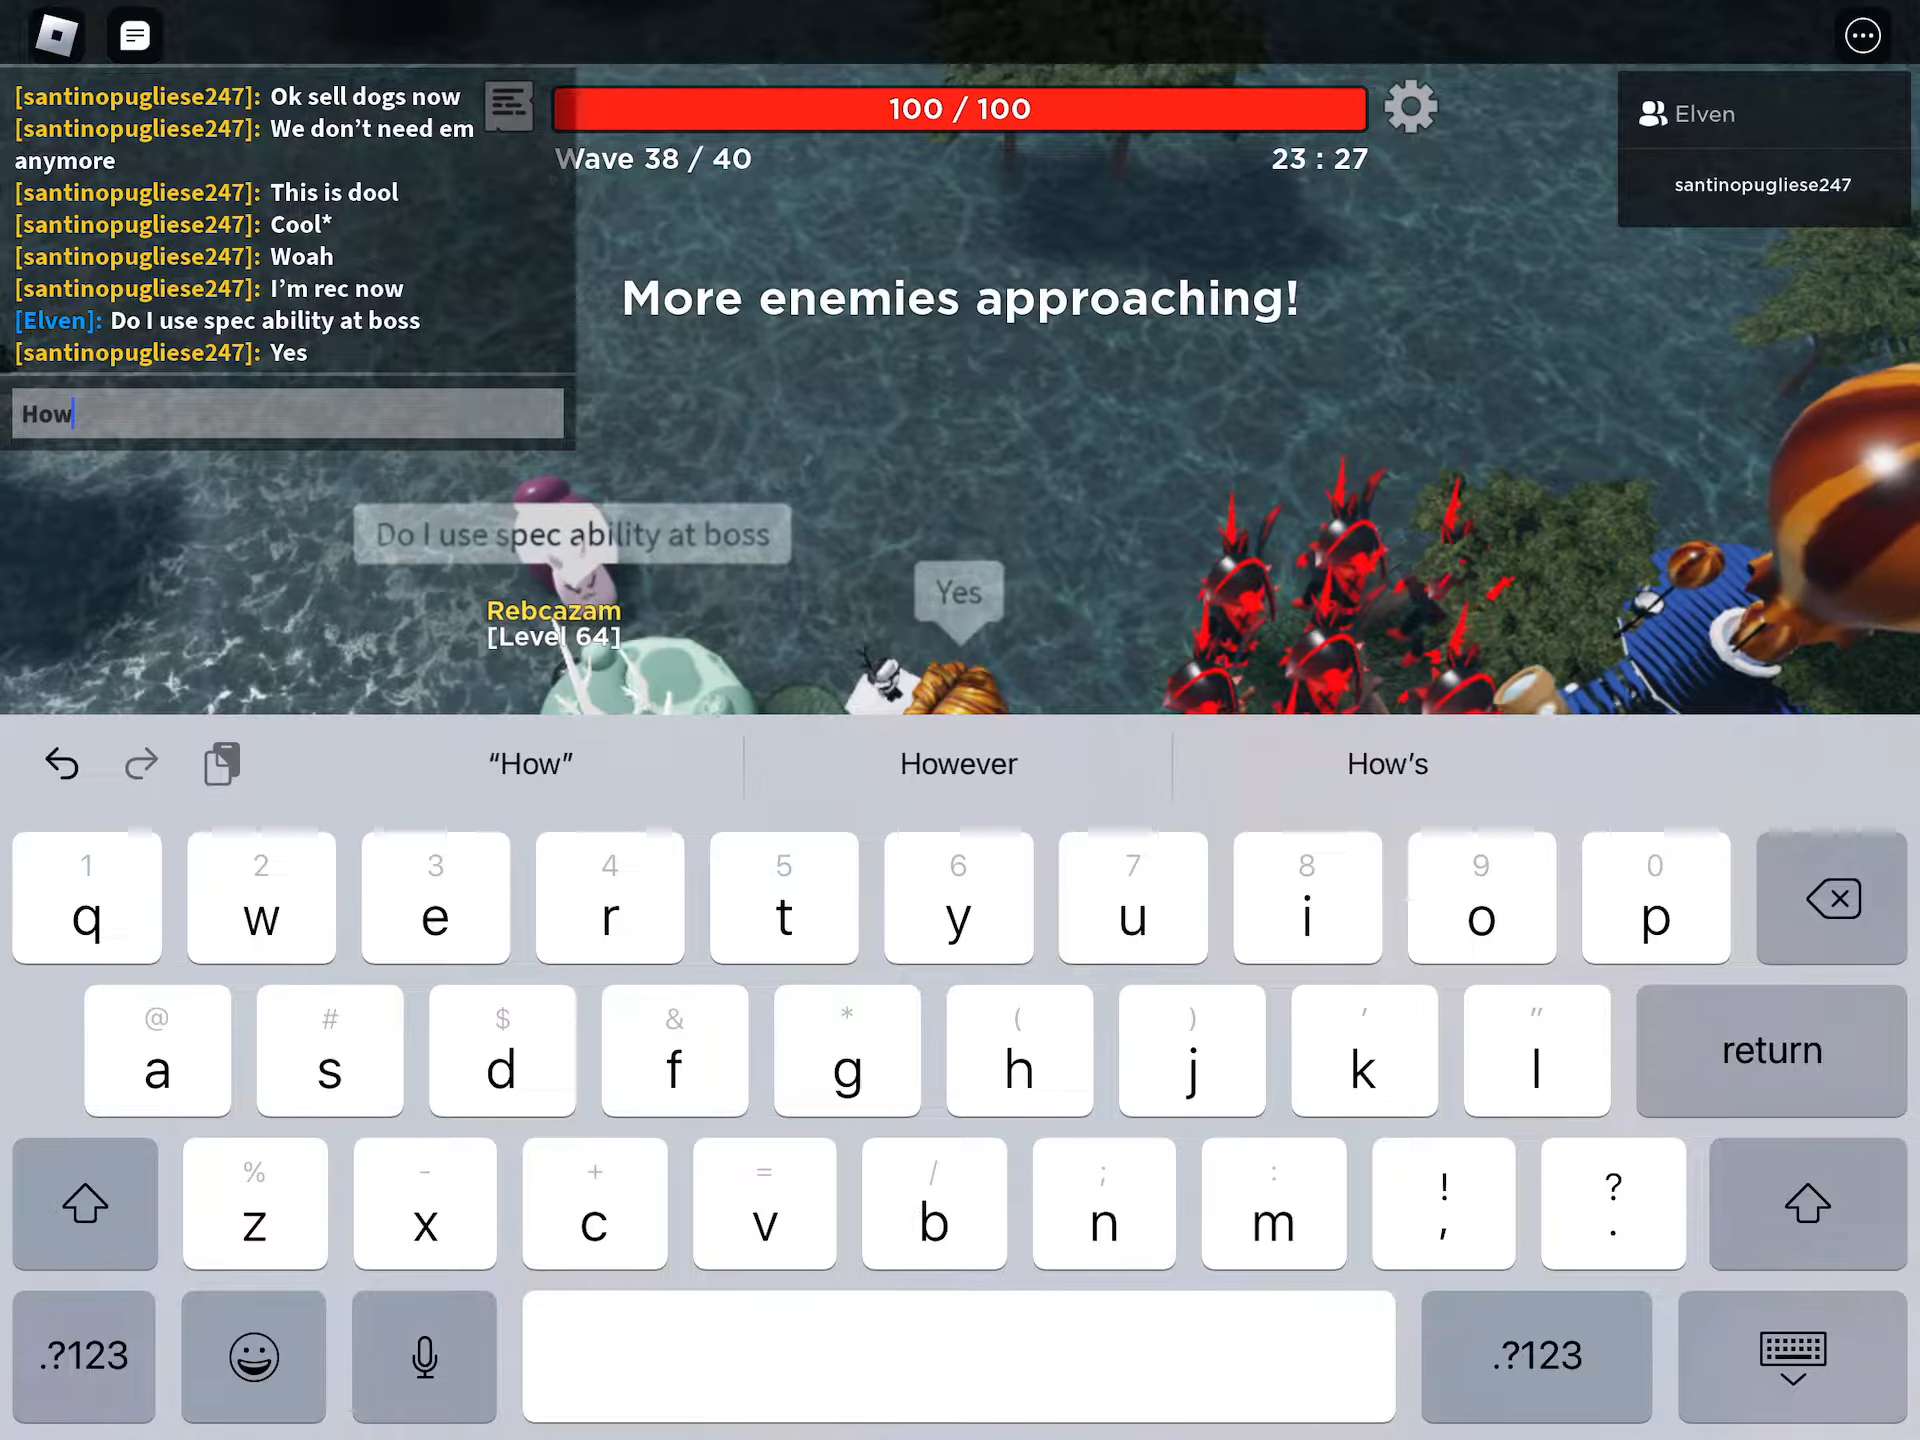 [santinopugliese247]: Ok sell dogs now
[santinopugliese247]: We don't need em
anymore
[santinopugliese247]: This is dool
[santinopugliese247]: Cool*
[santinopugliese247]: Woah
[santinopugliese247]: I'm rec now
[Elven]: Do I use spec ability at boss
[santinopugliese247]: Yes
How
100 / 100
Wave 38 / 40
23 : 27
Elven
santinopugliese247
More enemies approaching!
Do I use spec ability at boss
Yes
Rebcazam
[Level 64]
“How”
However
How's
1 2 3 4 5 6 7 8 9 0
q w e r t y u i o p
@ # $ & * ( ) ' "
a s d f g h j k l return
% - + = / ; : ! ?
z x c v b n m , .
.?123 .?123